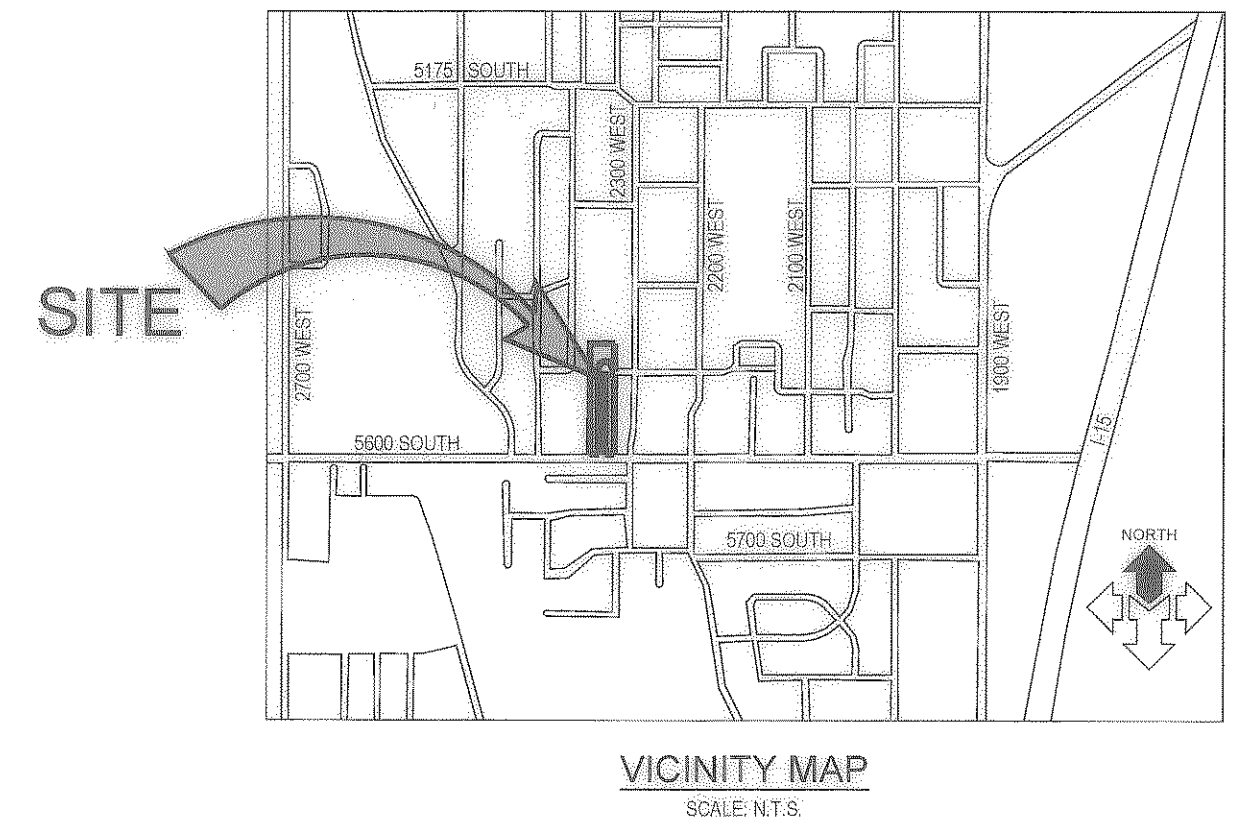 5175 SOUTH
2300 WEST
2200 WEST
2100 WEST
SITE
2700 WEST
1900 WEST
5600 SOUTH
I-15
5700 SOUTH
NORTH
VICINITY MAP
SCALE: N.T.S.